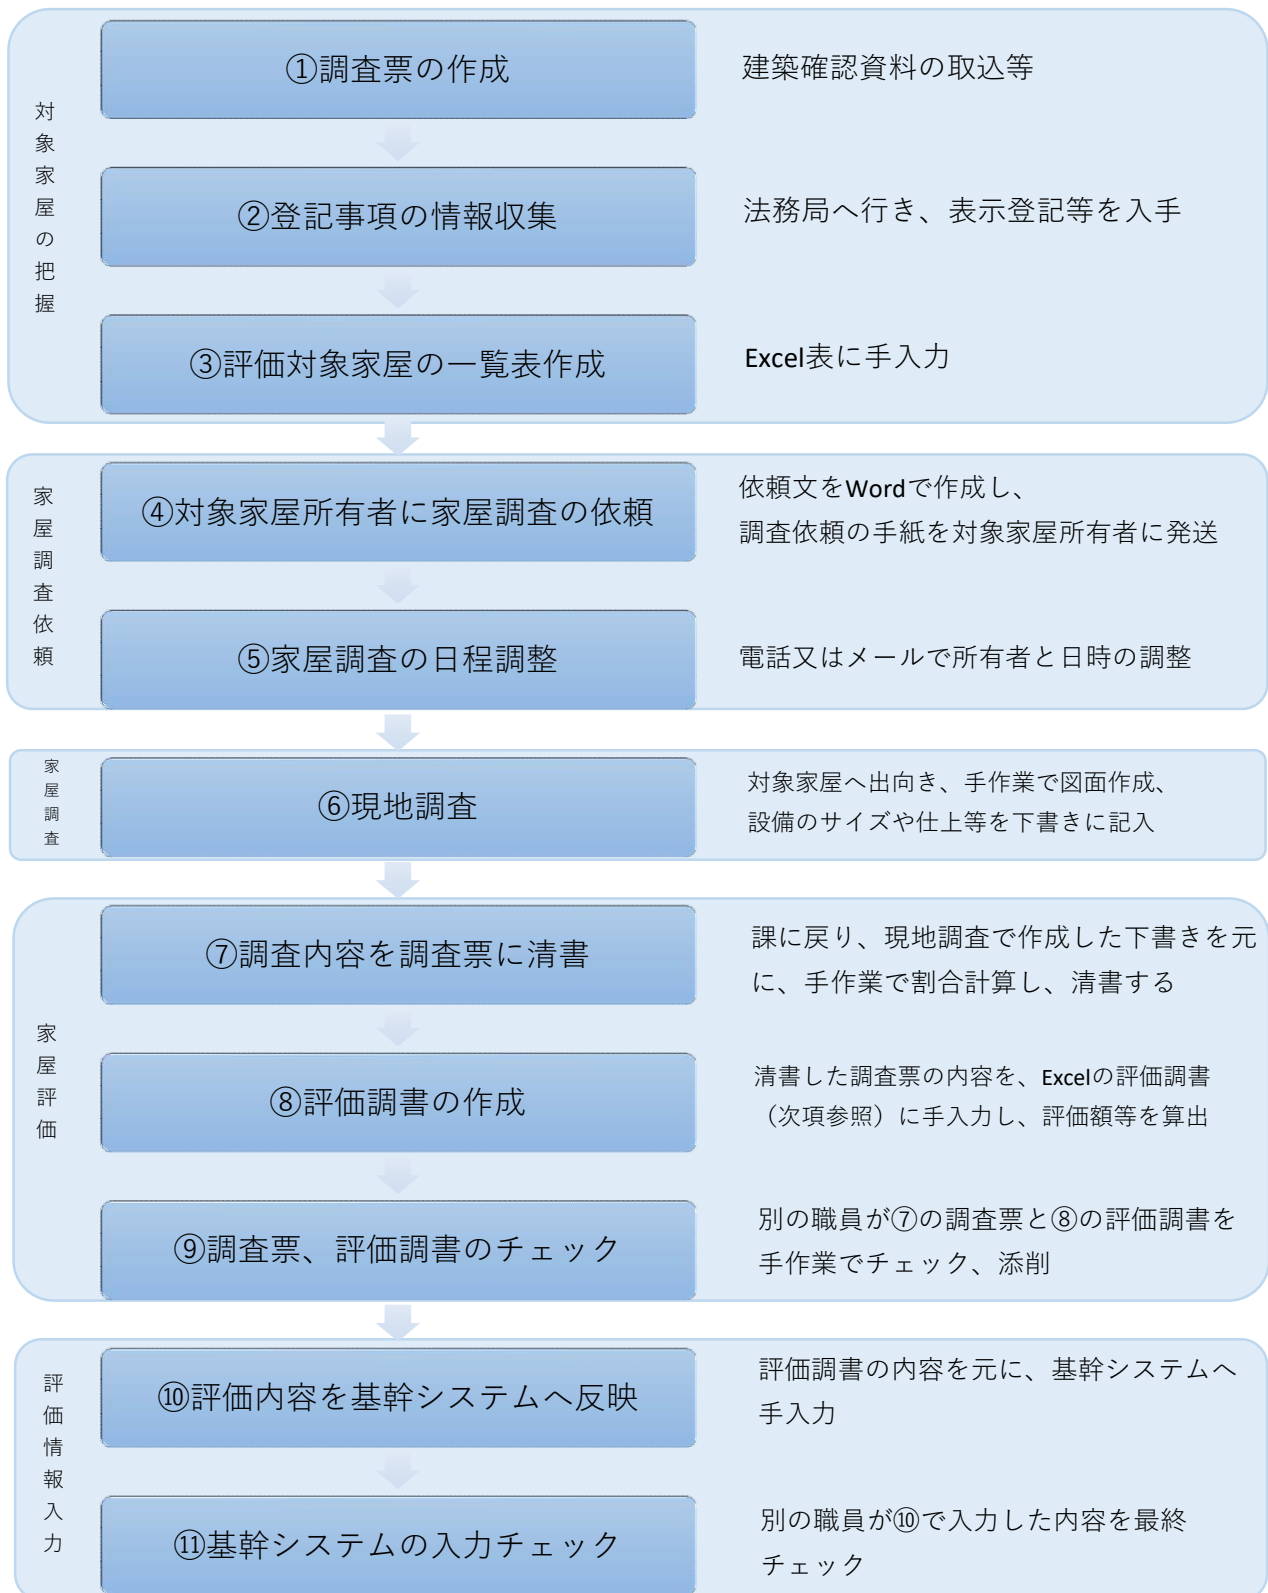 対象家屋の把握
①調査票の作成
建築確認資料の取込等
②登記事項の情報収集
法務局へ行き、表示登記等を入手
③評価対象家屋の一覧表作成
Excel表に手入力
家屋調査依頼
④対象家屋所有者に家屋調査の依頼
依頼文をWordで作成し、
調査依頼の手紙を対象家屋所有者に発送
⑤家屋調査の日程調整
電話又はメールで所有者と日時の調整
家屋調査
⑥現地調査
対象家屋へ出向き、手作業で図面作成、
設備のサイズや仕上等を下書きに記入
家屋評価
⑦調査内容を調査票に清書
課に戻り、現地調査で作成した下書きを元
に、手作業で割合計算し、清書する
⑧評価調書の作成
清書した調査票の内容を、Excelの評価調書
（次項参照）に手入力し、評価額等を算出
⑨調査票、評価調書のチェック
別の職員が⑦の調査票と⑧の評価調書を
手作業でチェック、添削
評価情報入力
⑩評価内容を基幹システムへ反映
評価調書の内容を元に、基幹システムへ
手入力
⑪基幹システムの入力チェック
別の職員が⑩で入力した内容を最終
チェック